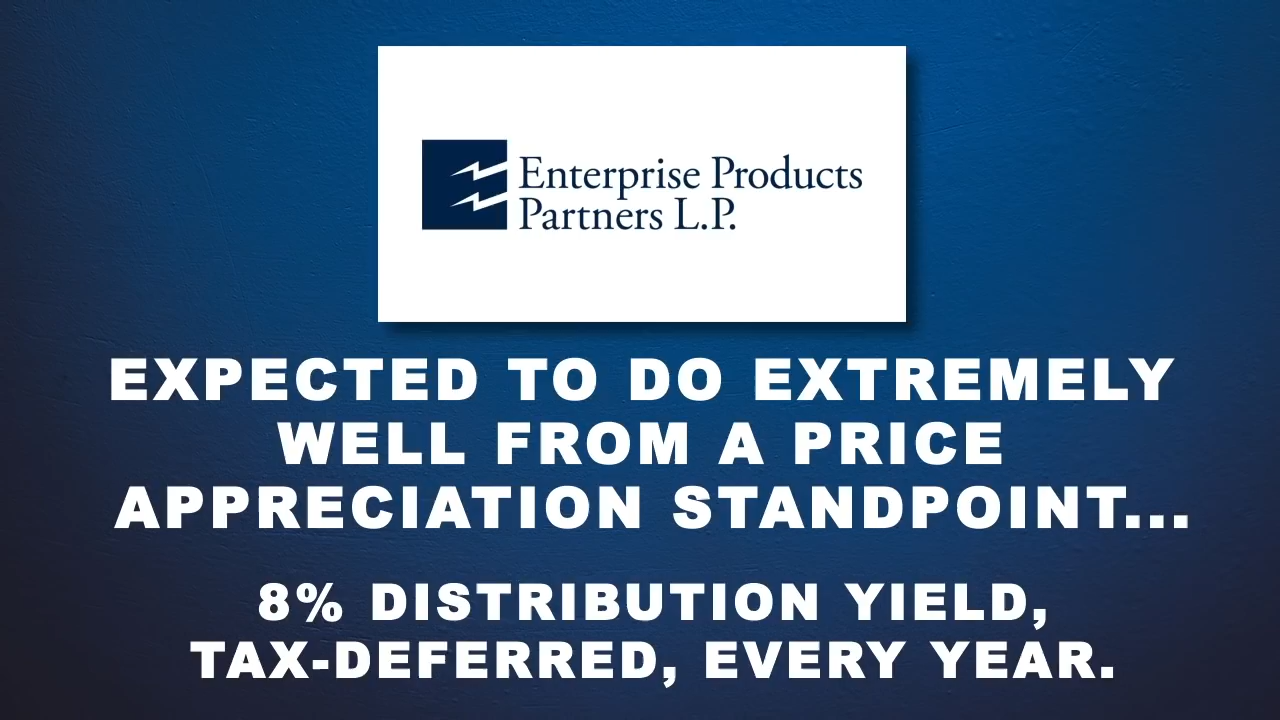 Enterprise Products
Partners L.P.
EXPECTED TO DO EXTREMELY
WELL FROM A PRICE
APPRECIATION STANDPOINT...
8% DISTRIBUTION YIELD,
TAX-DEFERRED, EVERY YEAR.